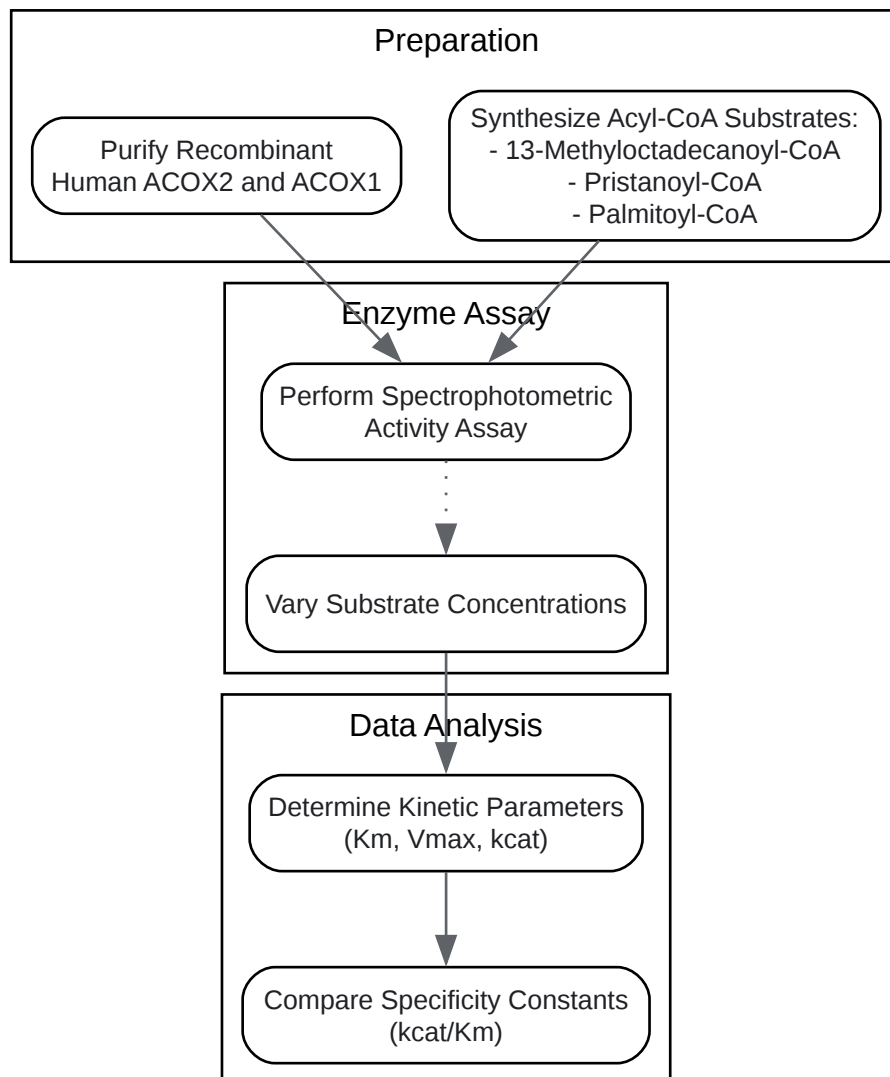 Preparation
Purify Recombinant
Human ACOX2 and ACOX1
Synthesize Acyl-CoA Substrates:
- 13-Methyloctadecanoyl-CoA
- Pristanoyl-CoA
- Palmitoyl-CoA
Enzyme Assay
Perform Spectrophotometric
Activity Assay
Vary Substrate Concentrations
Data Analysis
Determine Kinetic Parameters
(Km, Vmax, kcat)
Compare Specificity Constants
(kcat/Km)